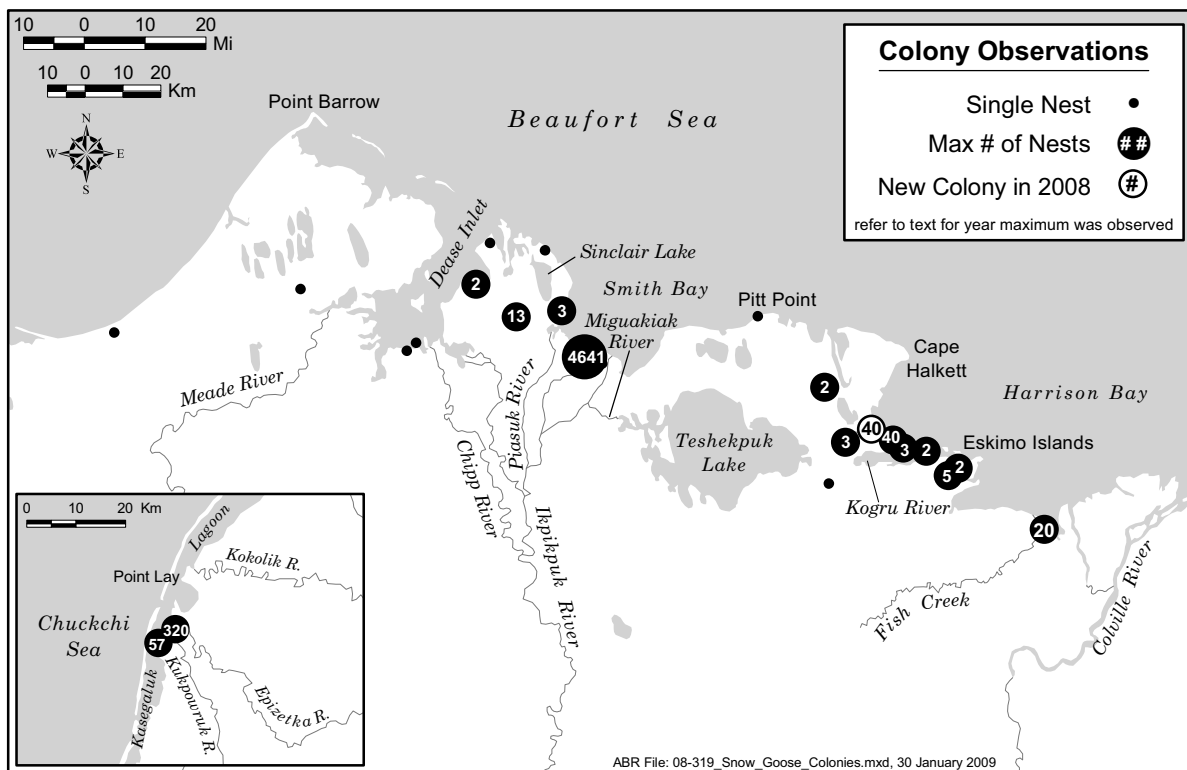 10 0 10 20
Mi
10 0 10 20
Km
N
W E
S
Point Barrow
Beaufort Sea
Colony Observations
Single Nest
Max # of Nests ##
New Colony in 2008 #
refer to text for year maximum was observed
Dease Inlet
Sinclair Lake
Smith Bay
Pitt Point
2
13
3
Miguakiak
River
4641
Cape
Halkett
Harrison Bay
Meade River
Piasuk River
Chipp River
Ikpikpuk River
Teshekpuk
Lake
2
3
40
40
3
2
Eskimo Islands
2
5
Kogru River
20
Fish Creek
Colville River
0 10 20 Km
Lagoon
Kokolik R.
Point Lay
Chuckchi
Sea
320
57
Kasegaluk
Kukpowruk R.
Epizetka R.
ABR File: 08-319_Snow_Goose_Colonies.mxd, 30 January 2009